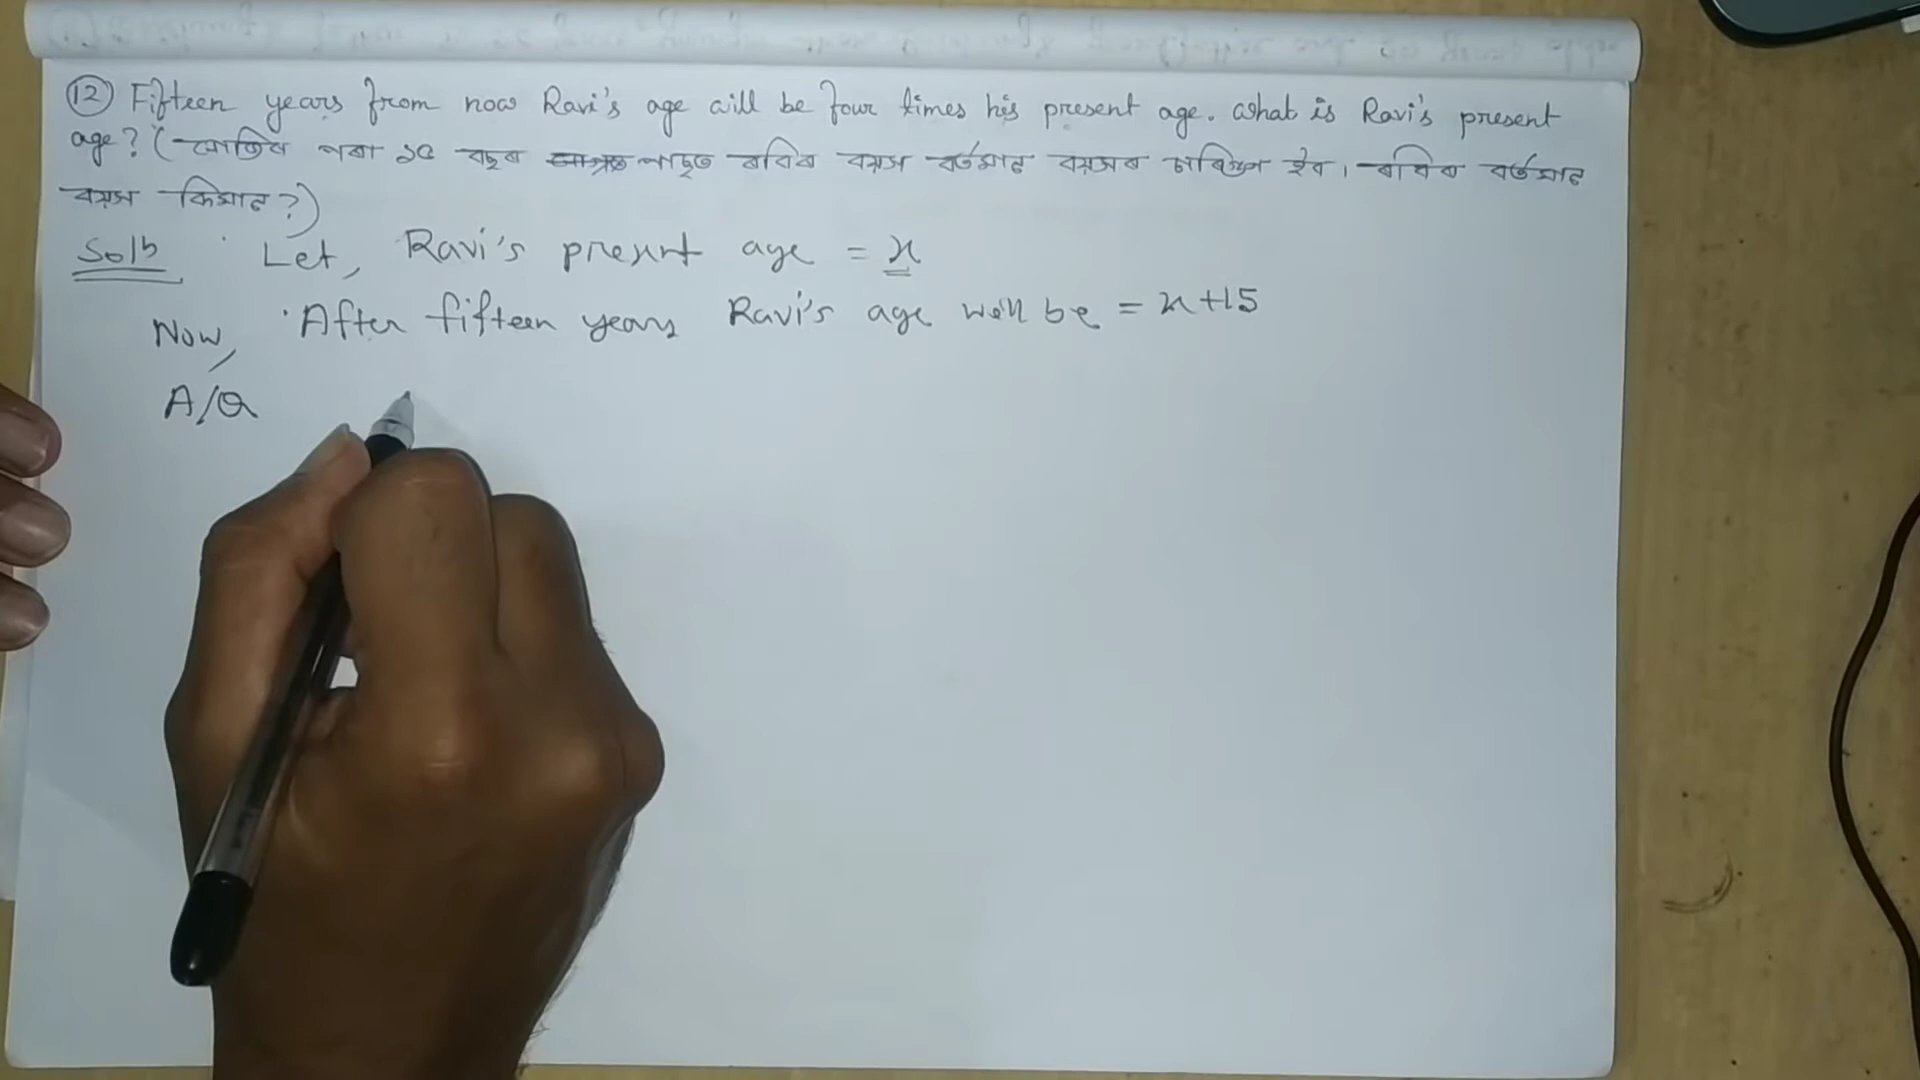 (12) Fifteen years from now Ravi's age will be four times his present age. What is Ravi's present
age? ( পৰা ১৫ বছৰ পাছত ৰবিৰ বয়স বৰ্তমান বয়সৰ চাৰিগুণ হব। ৰবিৰ বৰ্তমান
বয়স কিমান?)
Let, Ravi's present age = x
Now, After fifteen years Ravi's age will be = x+15
A/Q